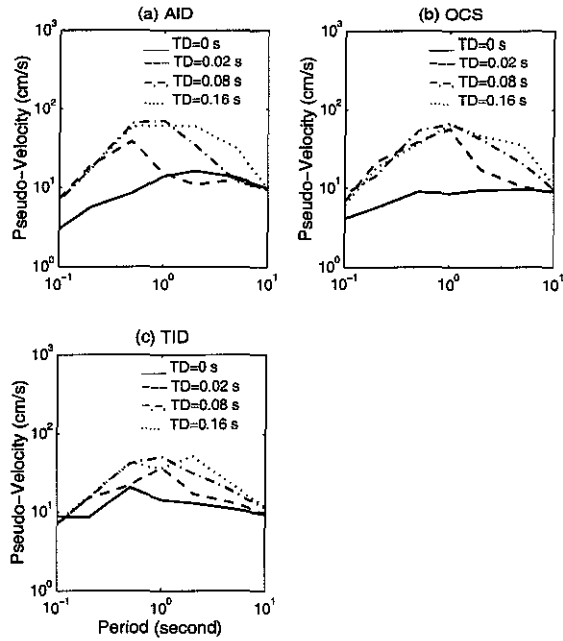 (a) AID
10³
10²
10¹
10⁰
Pseudo-Velocity (cm/s)
TD=0 s
TD=0.02 s
TD=0.08 s
TD=0.16 s
10⁻¹
10⁰
10¹
(b) OCS
10³
10²
10¹
10⁰
Pseudo-Velocity (cm/s)
TD=0 s
TD=0.02 s
TD=0.08 s
TD=0.16 s
10⁻¹
10⁰
10¹
(c) TID
10³
10²
10¹
10⁰
Pseudo-Velocity (cm/s)
TD=0 s
TD=0.02 s
TD=0.08 s
TD=0.16 s
10⁻¹
10⁰
10¹
Period (second)